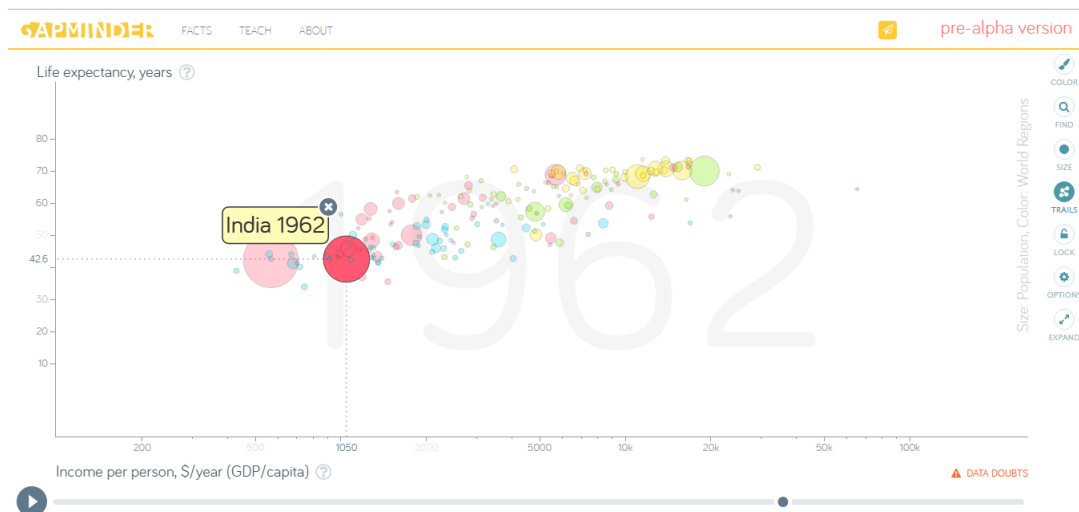 GAPMINDER FACTS TEACH ABOUT pre-alpha version
Life expectancy, years ?
COLOR
FIND
SIZE
TRAILS
LOCK
OPTIONS
EXPAND
Size: Population, Color: World Regions
80
70
60
50
42.6
30
20
10
India 1962
1962
200 500 1050 2000 5000 10k 20k 50k 100k
Income per person, $/year (GDP/capita) ?
DATA DOUBTS